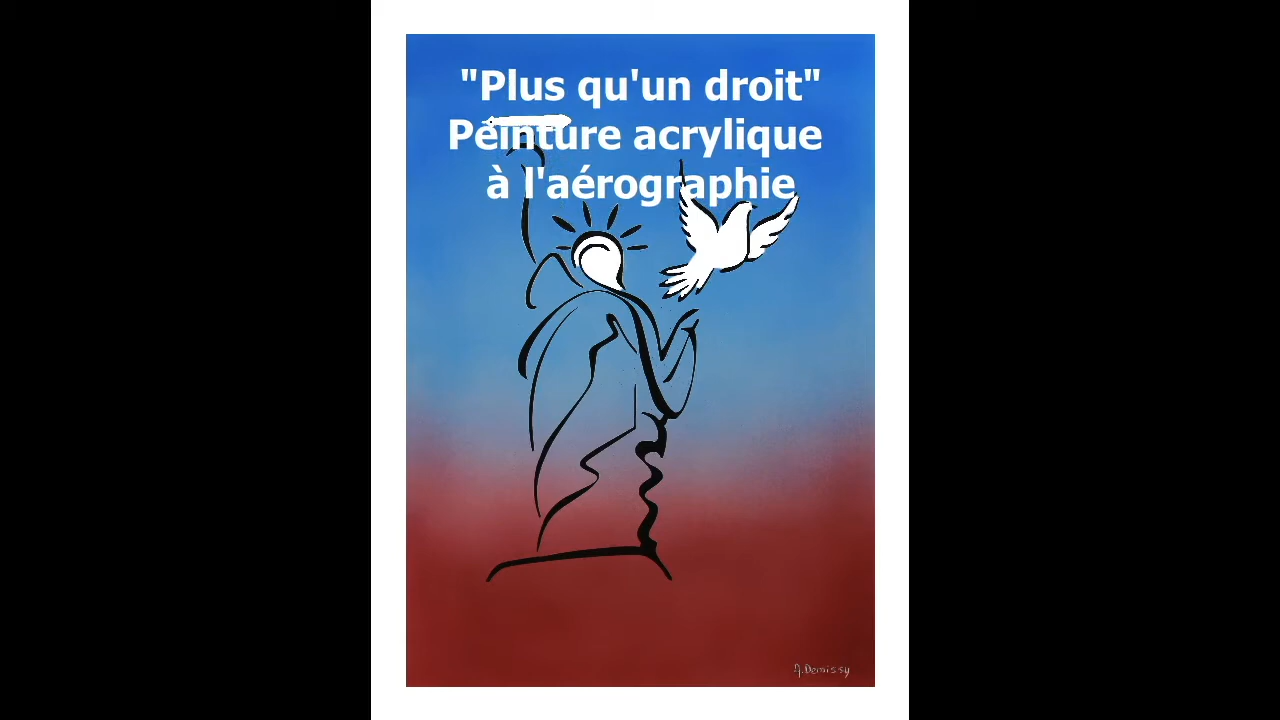 "Plus qu'un droit"
Peinture acrylique
à l'aérographie
A.Demissy